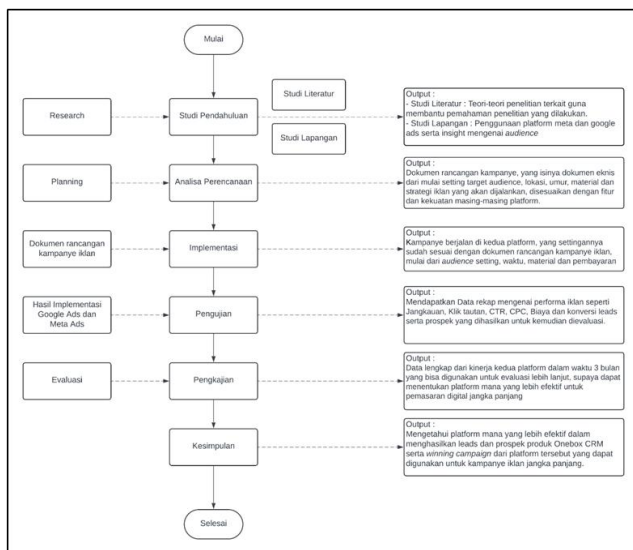 Mulai
Studi Literatur
Research
Studi Pendahuluan
Studi Lapangan
Output :
- Studi Literatur : Teori-teori penelitian terkait guna
membantu pemahaman penelitian yang dilakukan.
- Studi Lapangan : Penggunaan platform meta dan google
ads serta insight mengenai audience
Planning
Analisa Perencanaan
Output :
Dokumen rancangan kampanye, yang isinya dokumen eknis
dari mulai setting target audience, lokasi, umur, material dan
strategi iklan yang akan dijalankan, disesuaikan dengan fitur
dan kekuatan masing-masing platform.
Dokumen rancangan
kampanye iklan
Implementasi
Output :
Kampanye berjalan di kedua platform, yang settingannya
sudah sesuai dengan dokumen rancangan kampanye iklan,
mulai dari audience setting, waktu, material dan pembayaran
Hasil Implementasi
Google Ads dan
Meta Ads
Pengujian
Output :
Mendapatkan Data rekap mengenai performa iklan seperti
Jangkauan, Klik tautan, CTR, CPC, Biaya dan konversi leads
serta prospek yang dihasilkan untuk kemudian dievaluasi.
Evaluasi
Pengkajian
Output :
Data lengkap dari kinerja kedua platform dalam waktu 3 bulan
yang bisa digunakan untuk evaluasi lebih lanjut, supaya dapat
menentukan platform mana yang lebih efektif untuk
pemasaran digital jangka panjang
Kesimpulan
Output :
Mengetahui platform mana yang lebih efektif dalam
menghasilkan leads dan prospek produk Onebox CRM
serta winning campaign dari platform tersebut yang dapat
digunakan untuk kampanye iklan jangka panjang.
Selesai